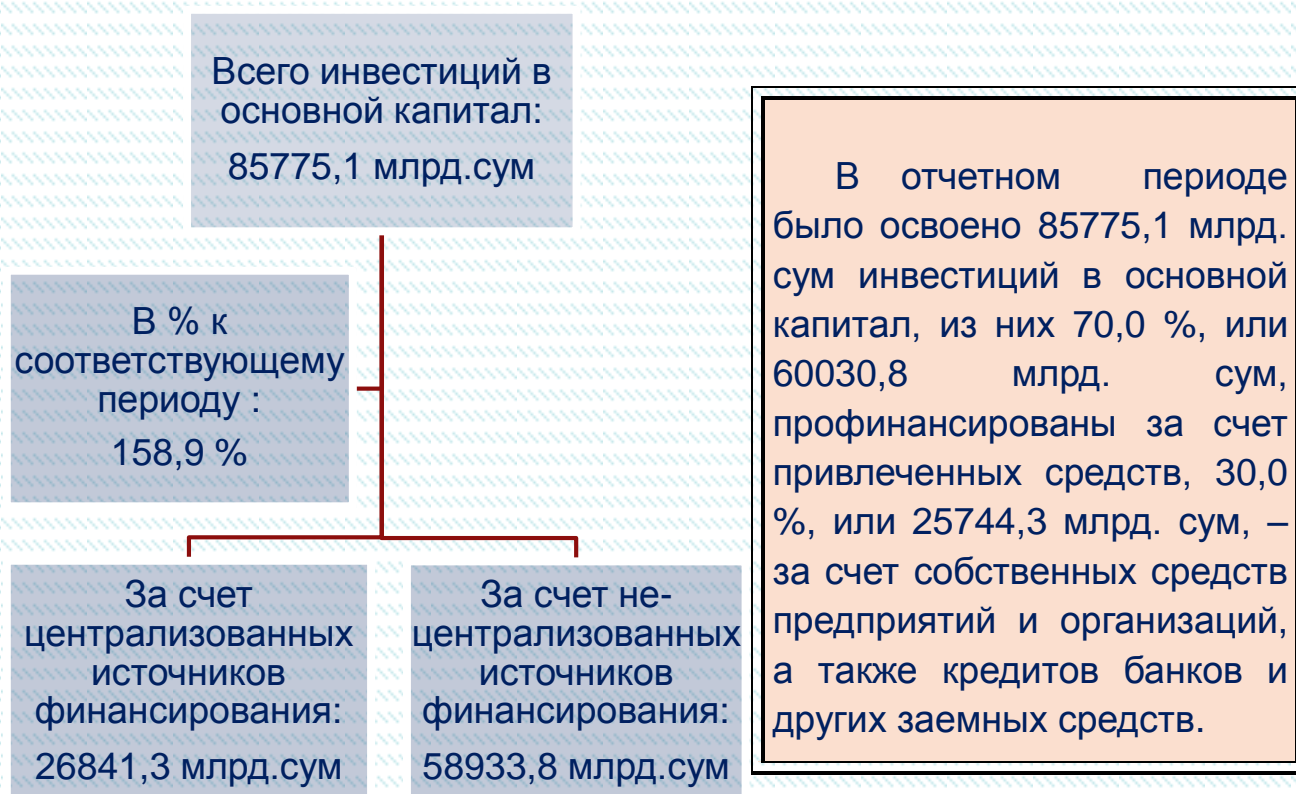 Всего инвестиций в
основной капитал:
85775,1 млрд.сум
В % к
соответствующему
периоду :
158,9 %
За счет
централизованных
источников
финансирования:
26841,3 млрд.сум
За счет не-
централизованных
источников
финансирования:
58933,8 млрд.сум
В отчетном периоде
было освоено 85775,1 млрд.
сум инвестиций в основной
капитал, из них 70,0 %, или
60030,8 млрд. сум,
профинансированы за счет
привлеченных средств, 30,0
%, или 25744,3 млрд. сум, –
за счет собственных средств
предприятий и организаций,
а также кредитов банков и
других заемных средств.